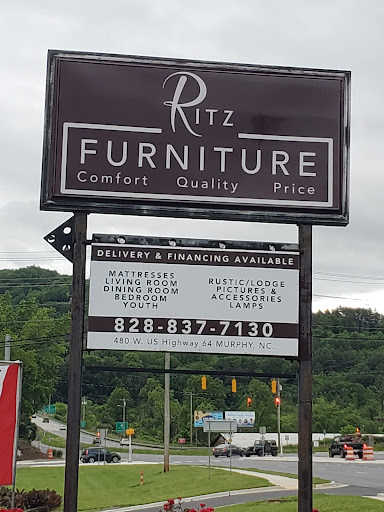 RITZ
FURNITURE
Comfort Quality Price
DELIVERY & FINANCING AVAILABLE
MATTRESSES
LIVING ROOM
DINING ROOM
BEDROOM
YOUTH
RUSTIC/LODGE
PICTURES &
ACCESSORIES
LAMPS
828-837-7130
480 W. US Highway 64 MURPHY, NC.